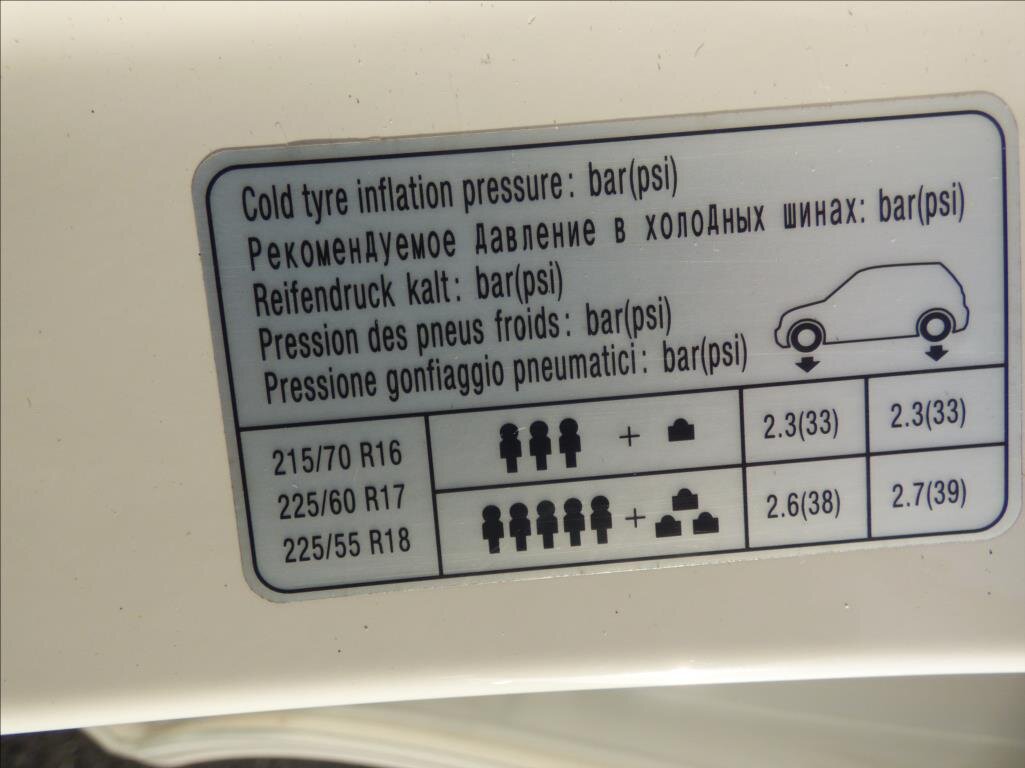 Cold tyre inflation pressure: bar(psi)
Рекомендуемое давление в холодных шинах: bar(psi)
Reifendruck kalt: bar(psi)
Pression des pneus froids: bar(psi)
Pressione gonfiaggio pneumatici: bar(psi)
215/70 R16
225/60 R17
225/55 R18
+ 2.3(33) 2.3(33)
+ 2.6(38) 2.7(39)